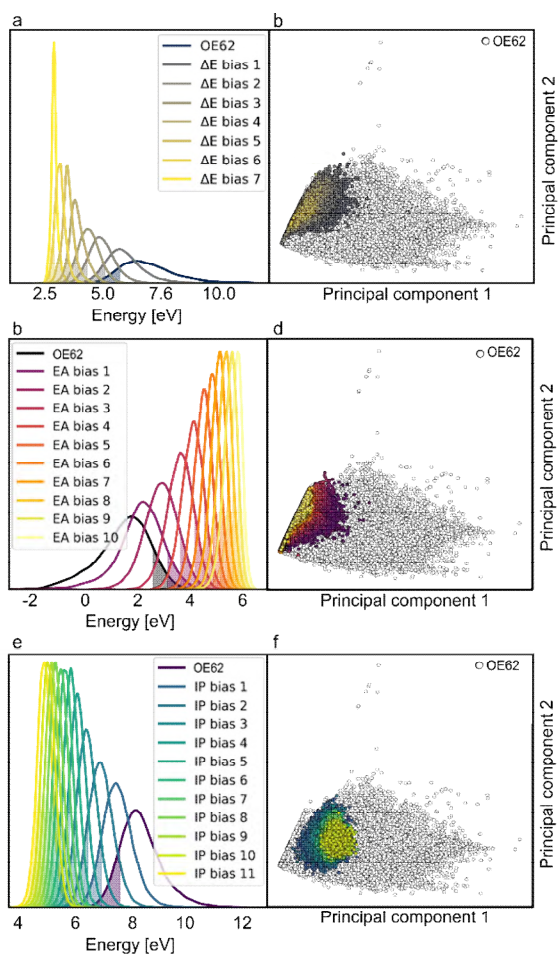 a
OE62
ΔE bias 1
ΔE bias 2
ΔE bias 3
ΔE bias 4
ΔE bias 5
ΔE bias 6
ΔE bias 7
2.5 5.0 7.6 10.0
Energy [eV]
b
OE62
Principal component 1
Principal component 2
b
OE62
EA bias 1
EA bias 2
EA bias 3
EA bias 4
EA bias 5
EA bias 6
EA bias 7
EA bias 8
EA bias 9
EA bias 10
-2 0 2 4 6
Energy [eV]
d
OE62
Principal component 1
Principal component 2
e
OE62
IP bias 1
IP bias 2
IP bias 3
IP bias 4
IP bias 5
IP bias 6
IP bias 7
IP bias 8
IP bias 9
IP bias 10
IP bias 11
4 6 8 10 12
Energy [eV]
f
OE62
Principal component 1
Principal component 2